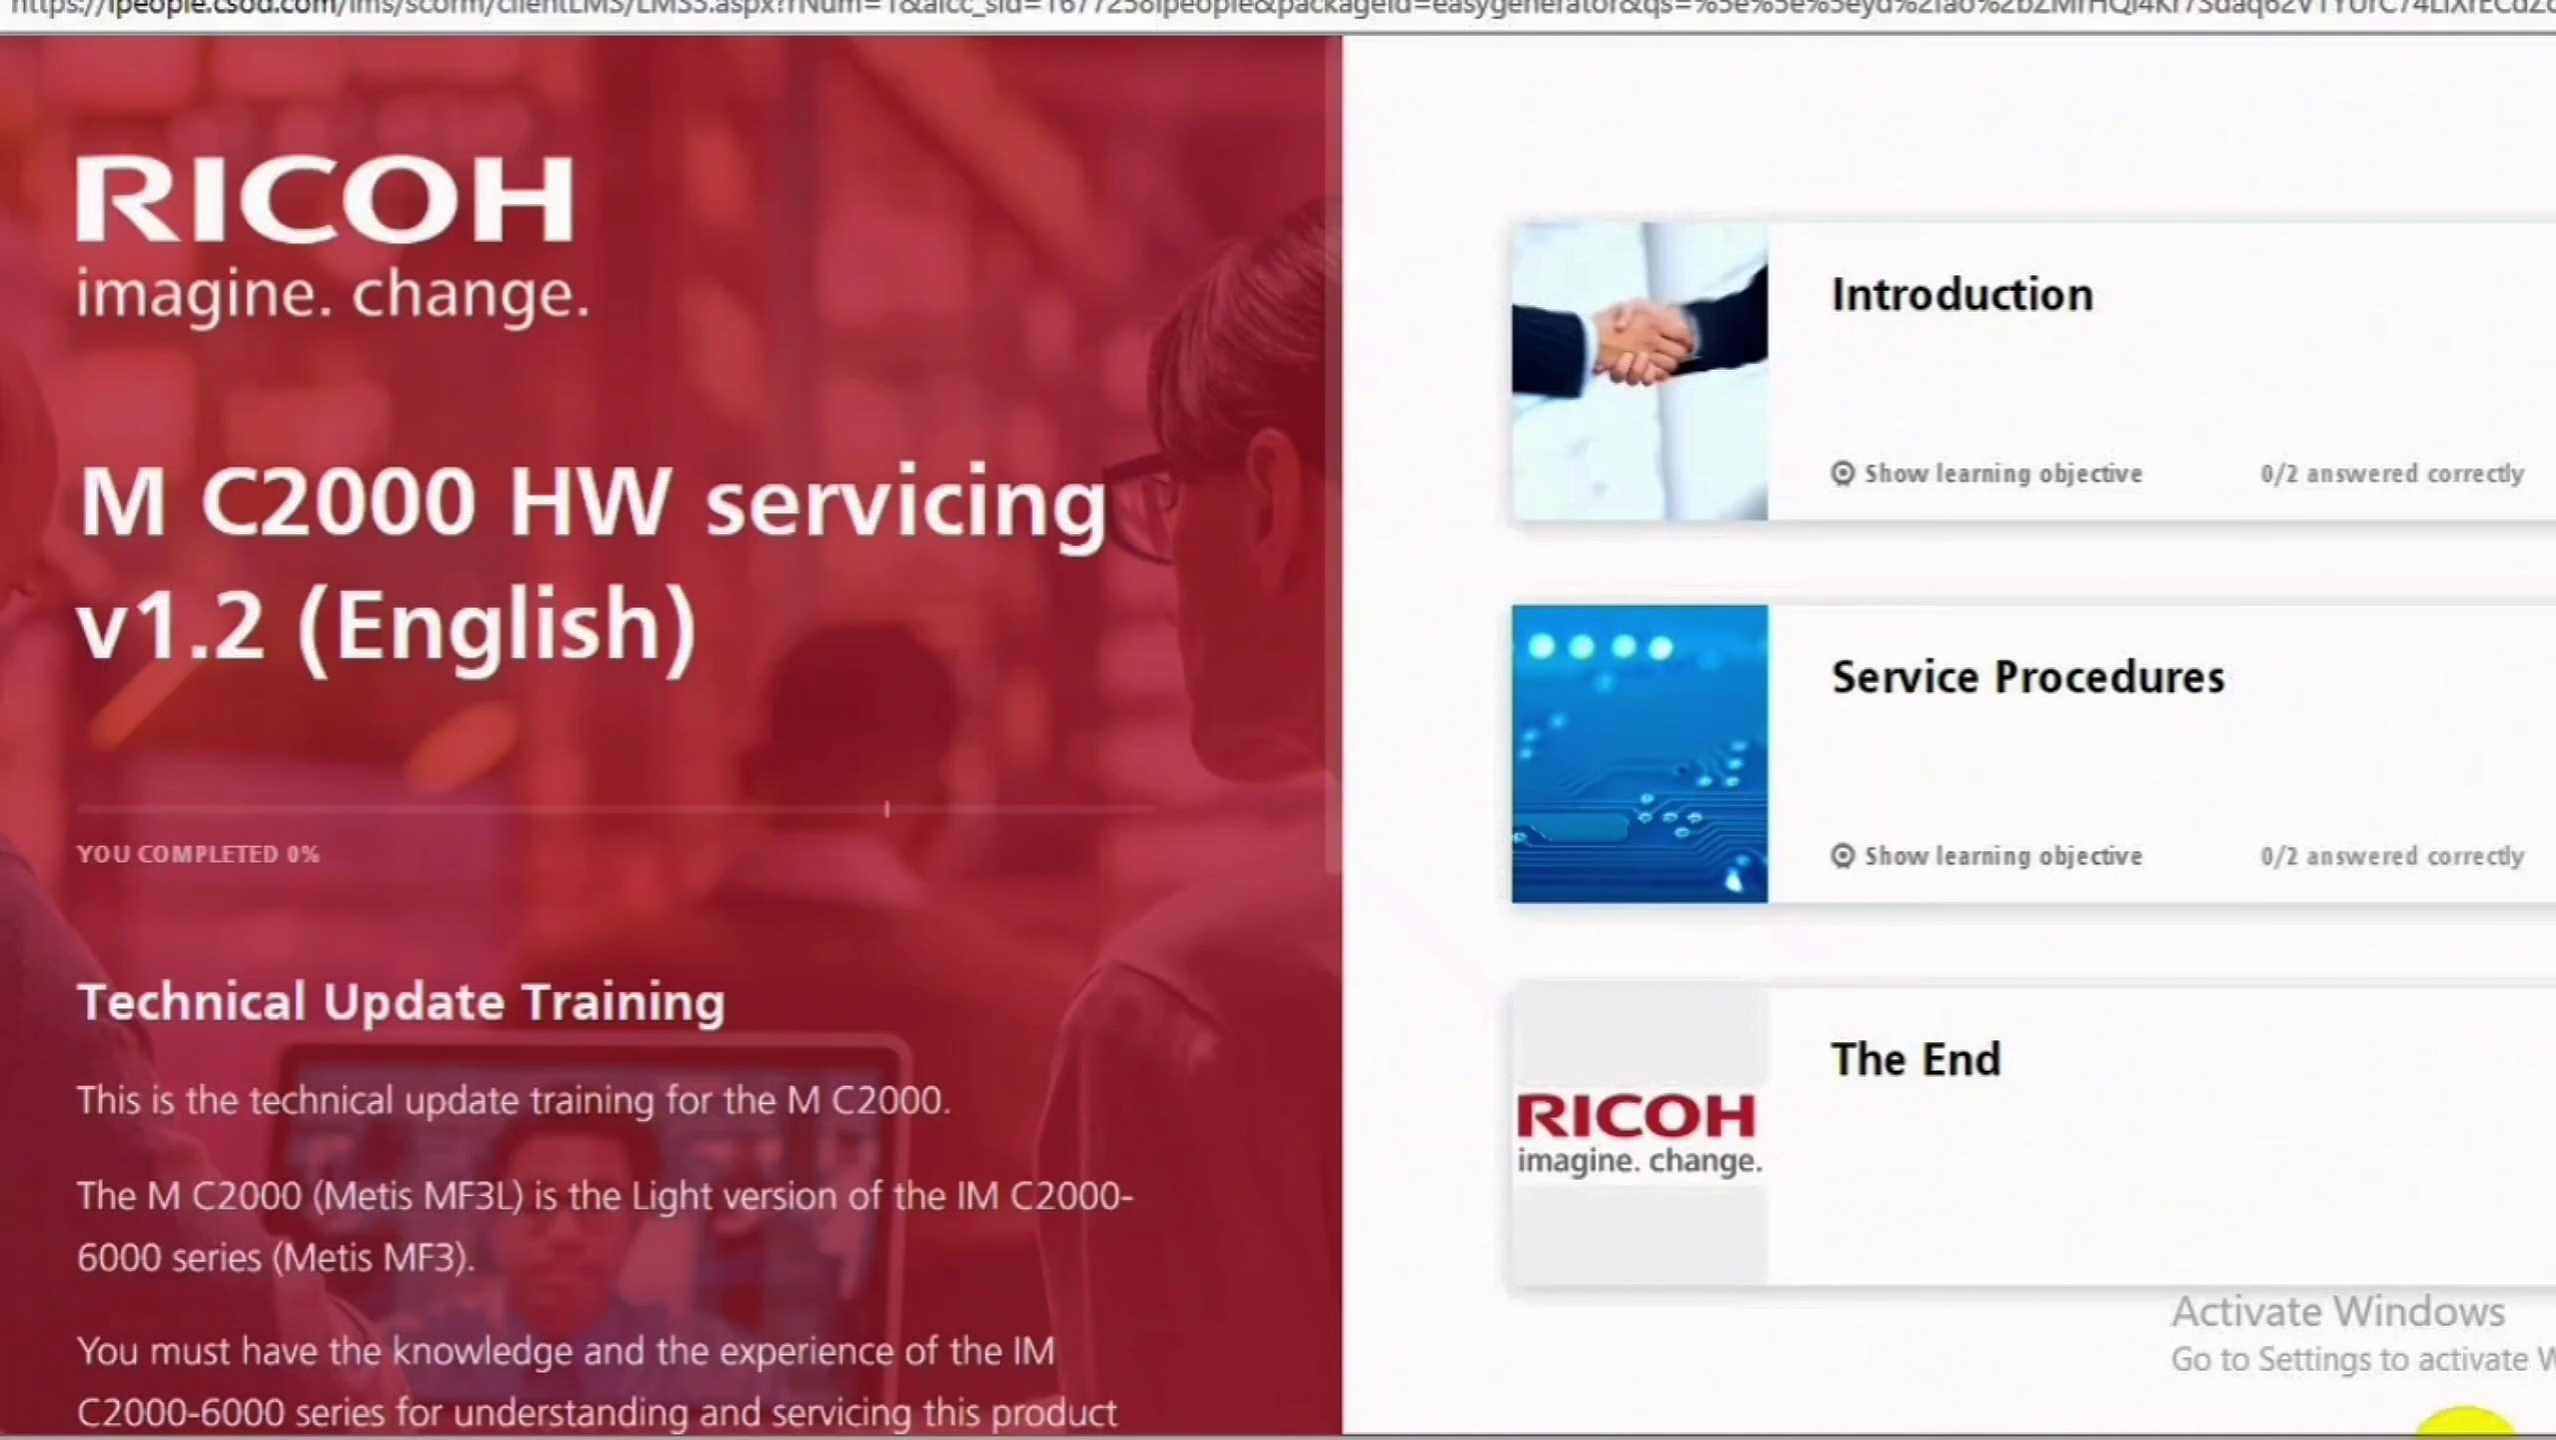 RICOH
imagine. change.
M C2000 HW servicing
v1.2 (English)
YOU COMPLETED 0%
Technical Update Training
This is the technical update training for the M C2000.
The M C2000 (Metis MF3L) is the Light version of the IM C2000-
6000 series (Metis MF3).
You must have the knowledge and the experience of the IM
C2000-6000 series for understanding and servicing this product
Introduction
Show learning objective 0/2 answered correctly
Service Procedures
Show learning objective 0/2 answered correctly
The End
RICOH
imagine. change.
Activate Windows
Go to Settings to activate